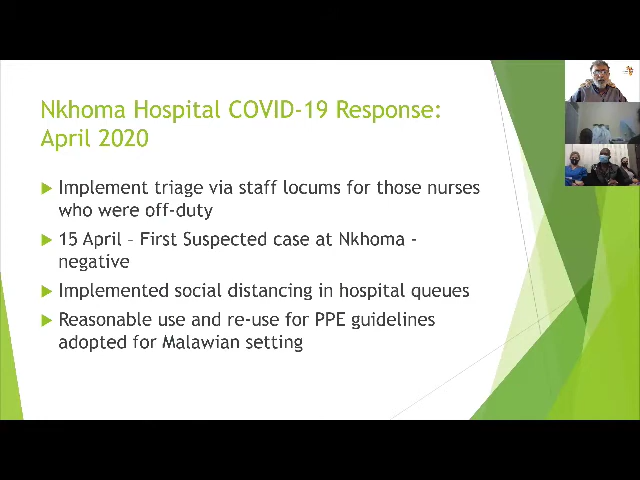 Nkhoma Hospital COVID-19 Response:
April 2020
Implement triage via staff locums for those nurses
who were off-duty
15 April – First Suspected case at Nkhoma -
negative
Implemented social distancing in hospital queues
Reasonable use and re-use for PPE guidelines
adopted for Malawian setting